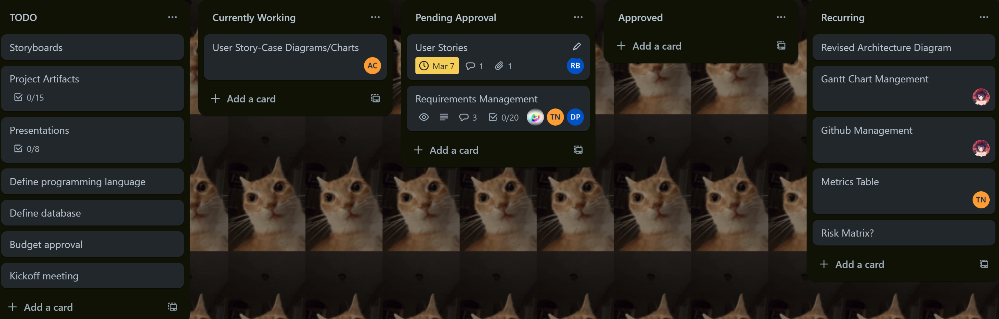 TODO
Storyboards
Project Artifacts
0/15
Presentations
0/8
Define programming language
Define database
Budget approval
Kickoff meeting
Add a card
Currently Working
User Story-Case Diagrams/Charts
AC
Add a card
Pending Approval
User Stories
Mar 7 1 1 RB
Requirements Management
3 0/20 TN DP
Add a card
Approved
Add a card
Recurring
Revised Architecture Diagram
Gantt Chart Mangement
Github Management
Metrics Table
TN
Risk Matrix?
Add a card